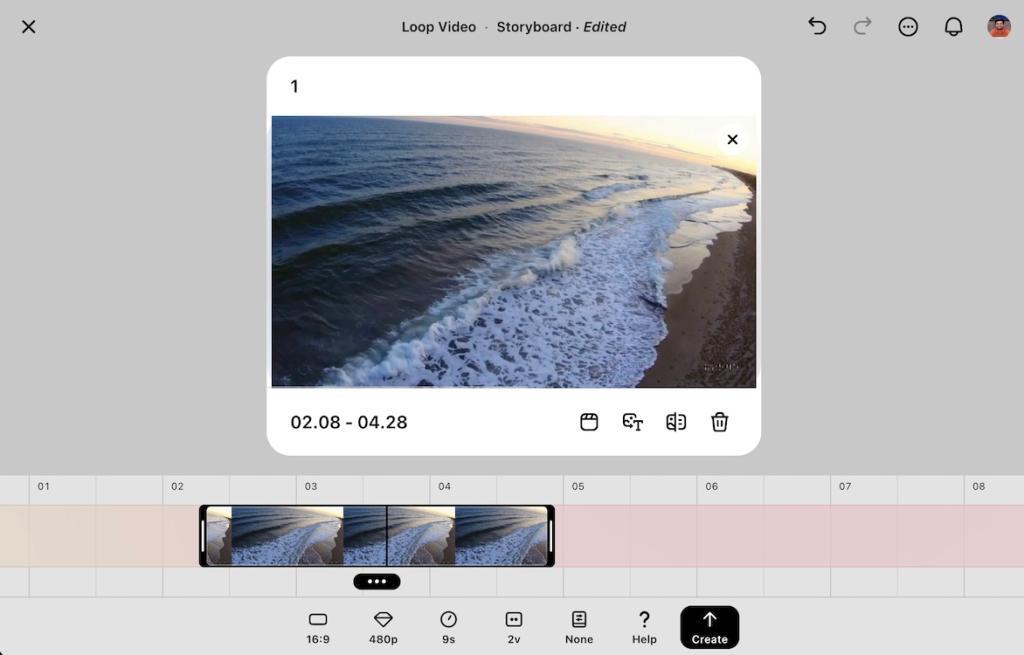 Loop Video · Storyboard · Edited
1
02.08 - 04.28
01 02 03 04 05 06 07 08
16:9 480p 9s 2v None Help Create